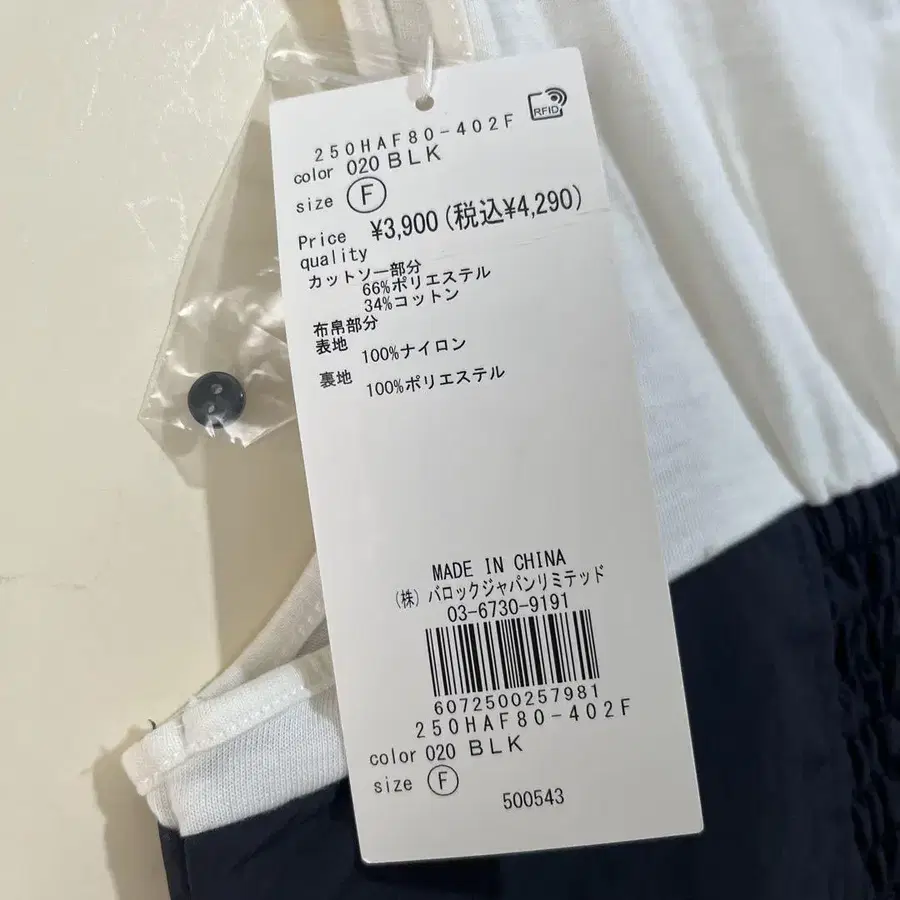 RFID
250HAF80-402F
color 020 BLK
size F
Price ¥3,900(税込¥4,290)
quality
カットソー部分
66%ポリエステル
34%コットン
布帛部分
表地 100%ナイロン
裏地 100%ポリエステル
MADE IN CHINA
(株)バロックジャパンリミテッド
03-6730-9191
6072500257981
250HAF80-402F
color 020 BLK
size F
500543